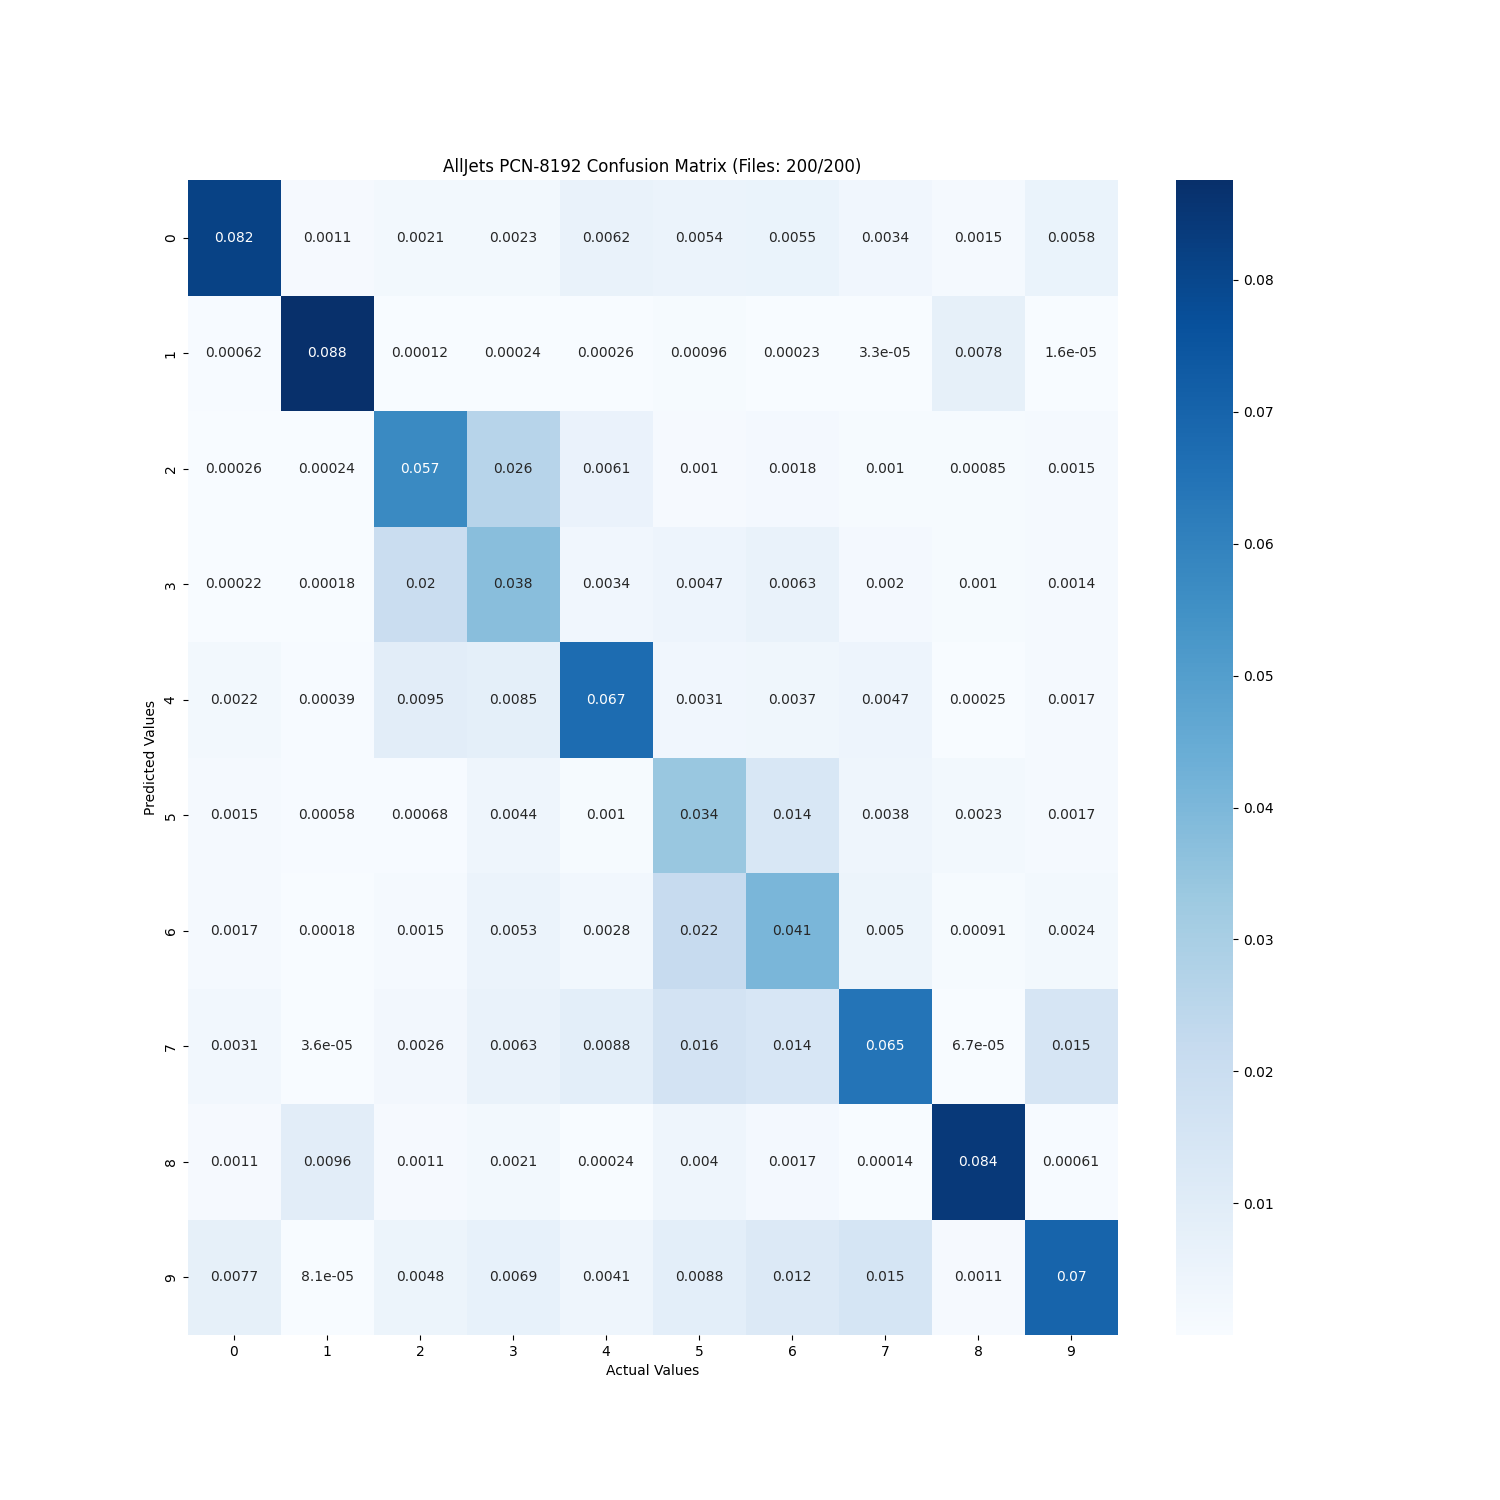 AllJets PCN-8192 Confusion Matrix (Files: 200/200)
0 0.082 0.0011 0.0021 0.0023 0.0062 0.0054 0.0055 0.0034 0.0015 0.0058
1 0.00062 0.088 0.00012 0.00024 0.00026 0.00096 0.00023 3.3e-05 0.0078 1.6e-05
2 0.00026 0.00024 0.057 0.026 0.0061 0.001 0.0018 0.001 0.00085 0.0015
3 0.00022 0.00018 0.02 0.038 0.0034 0.0047 0.0063 0.002 0.001 0.0014
4 0.0022 0.00039 0.0095 0.0085 0.067 0.0031 0.0037 0.0047 0.00025 0.0017
5 0.0015 0.00058 0.00068 0.0044 0.001 0.034 0.014 0.0038 0.0023 0.0017
6 0.0017 0.00018 0.0015 0.0053 0.0028 0.022 0.041 0.005 0.00091 0.0024
7 0.0031 3.6e-05 0.0026 0.0063 0.0088 0.016 0.014 0.065 6.7e-05 0.015
8 0.0011 0.0096 0.0011 0.0021 0.00024 0.004 0.0017 0.00014 0.084 0.00061
9 0.0077 8.1e-05 0.0048 0.0069 0.0041 0.0088 0.012 0.015 0.0011 0.07
0 1 2 3 4 5 6 7 8 9
Actual Values
Predicted Values
0.08
0.07
0.06
0.05
0.04
0.03
0.02
0.01